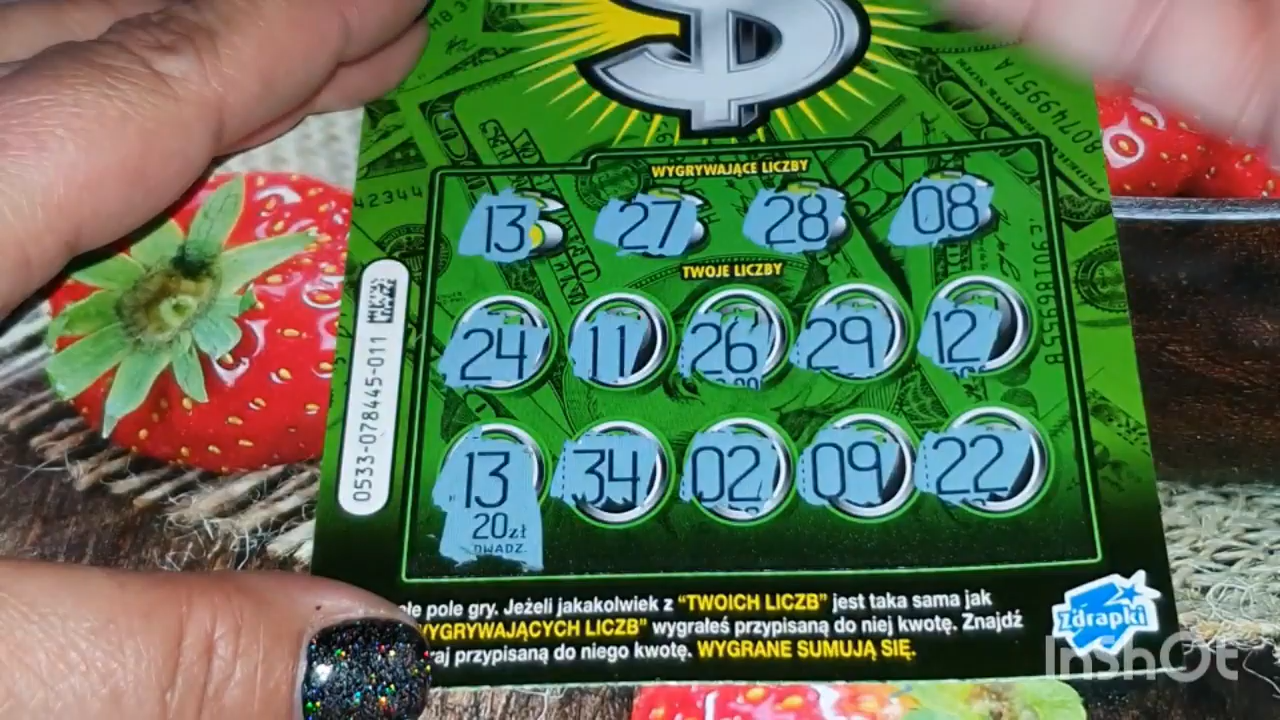 WYGRYWAJĄCE LICZBY
13 27 28 08
TWOJE LICZBY
24 11 26 29 12
13 34 02 09 22
20zł
DWADZ.
0533-078445-011
pole gry. Jeżeli jakakolwiek z "TWOICH LICZB" jest taka sama jak
WYGRYWAJĄCYCH LICZB" wygrałeś przypisaną do niej kwotę. Znajdź
przypisaną do niego kwotę. WYGRANE SUMUJĄ SIĘ.
Zdrapki
InShOt